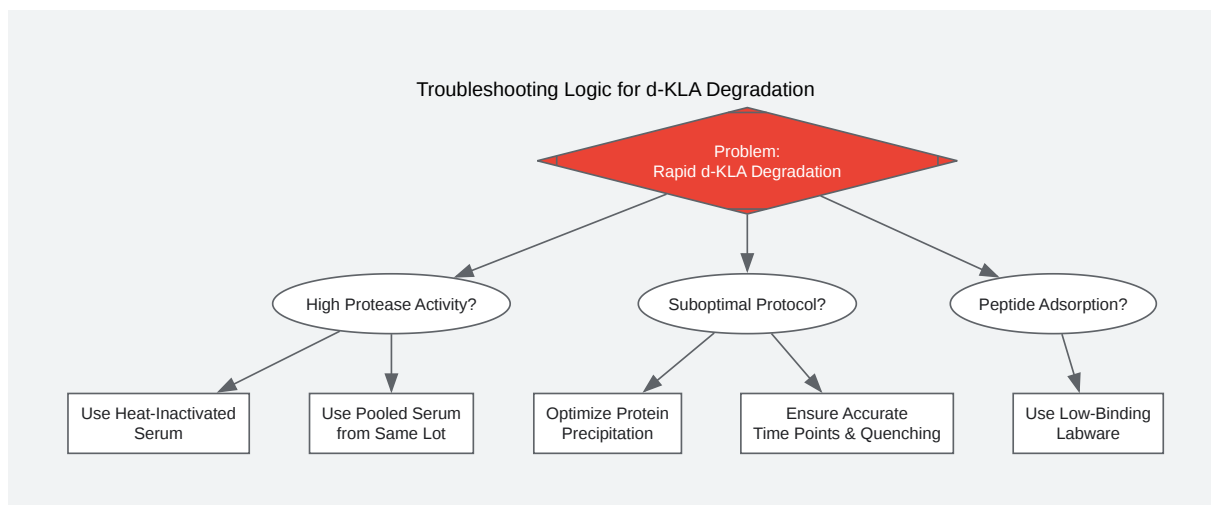 Troubleshooting Logic for d-KLA Degradation
Problem:
Rapid d-KLA Degradation
High Protease Activity?
Suboptimal Protocol?
Peptide Adsorption?
Use Heat-Inactivated
Serum
Use Pooled Serum
from Same Lot
Optimize Protein
Precipitation
Ensure Accurate
Time Points & Quenching
Use Low-Binding
Labware